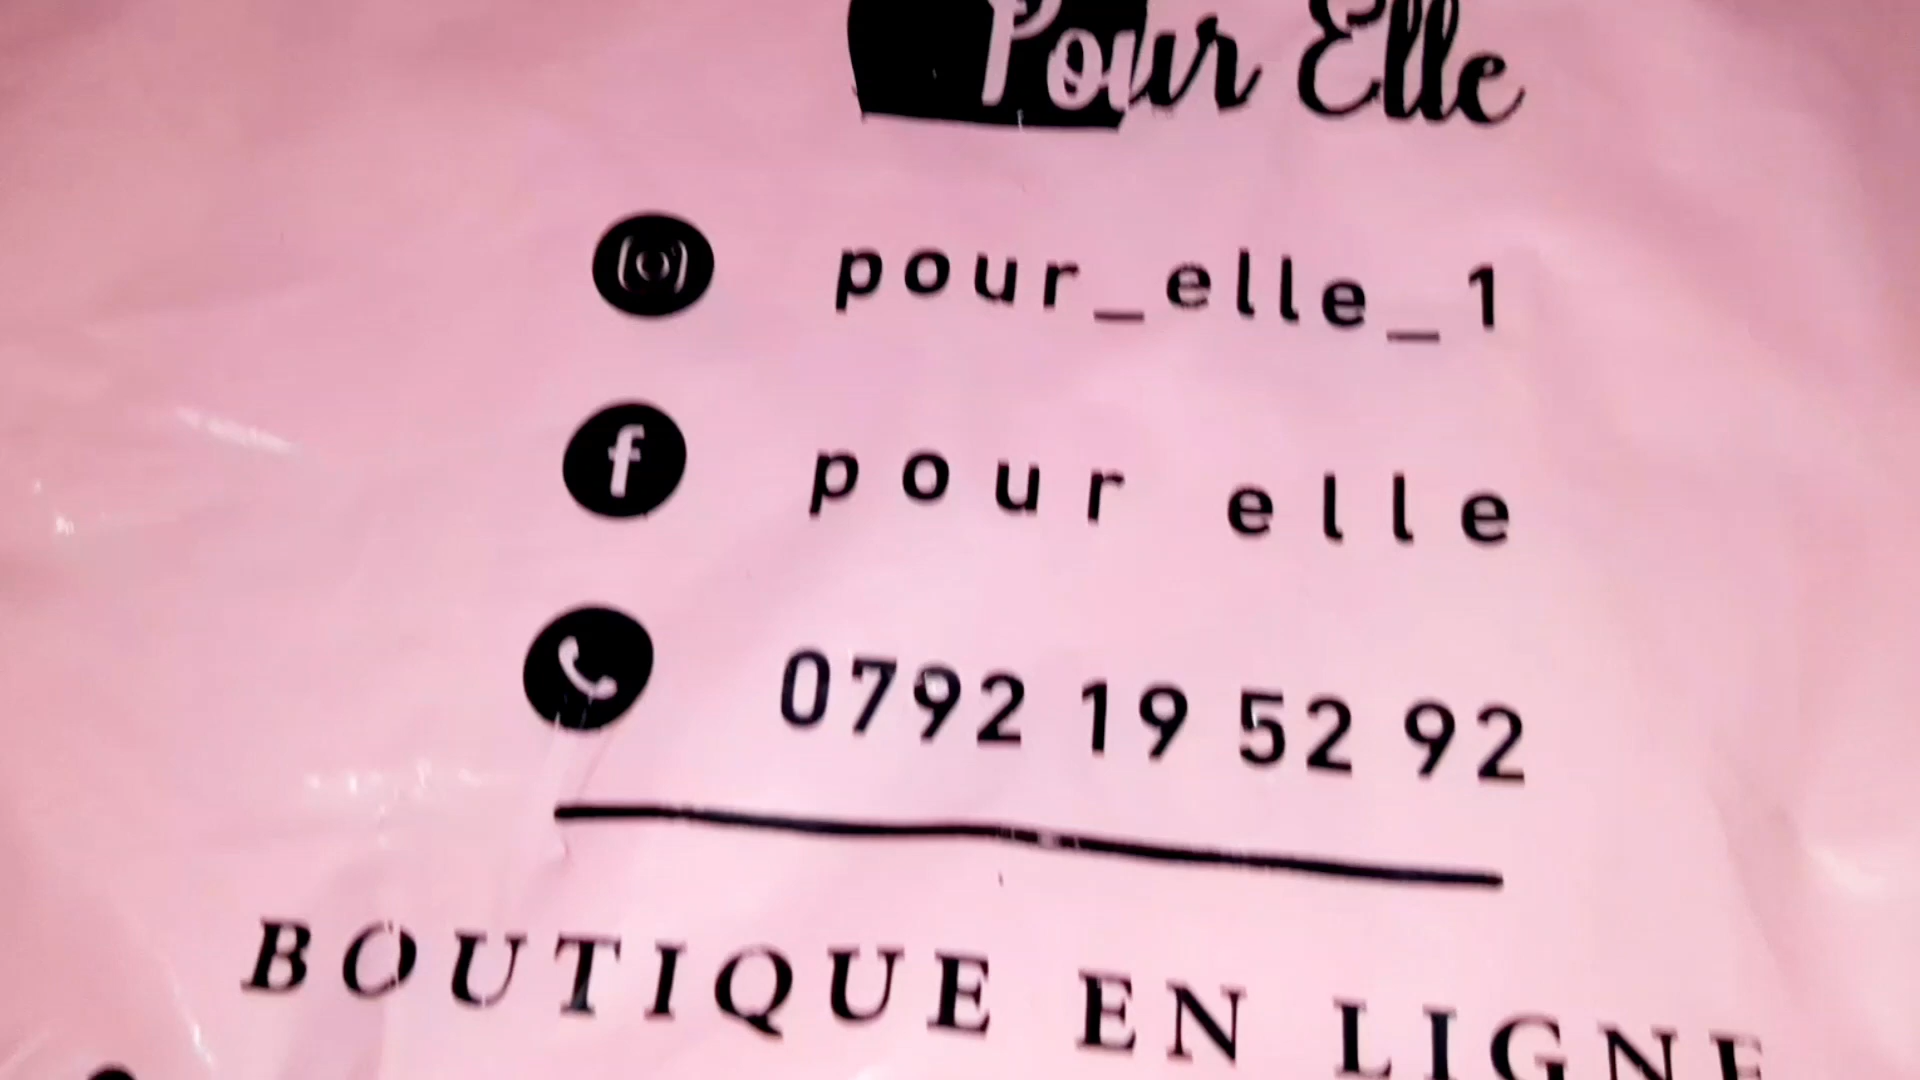 Pour Elle
pour_elle_1
pour elle
0792 19 52 92
BOUTIQUE EN LIGNE